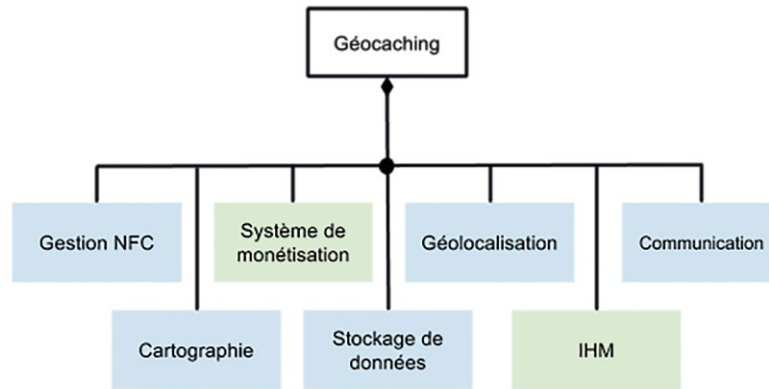 Géocaching
Gestion NFC
Système de
monétisation
Géolocalisation
Communication
Cartographie
Stockage de
données
IHM